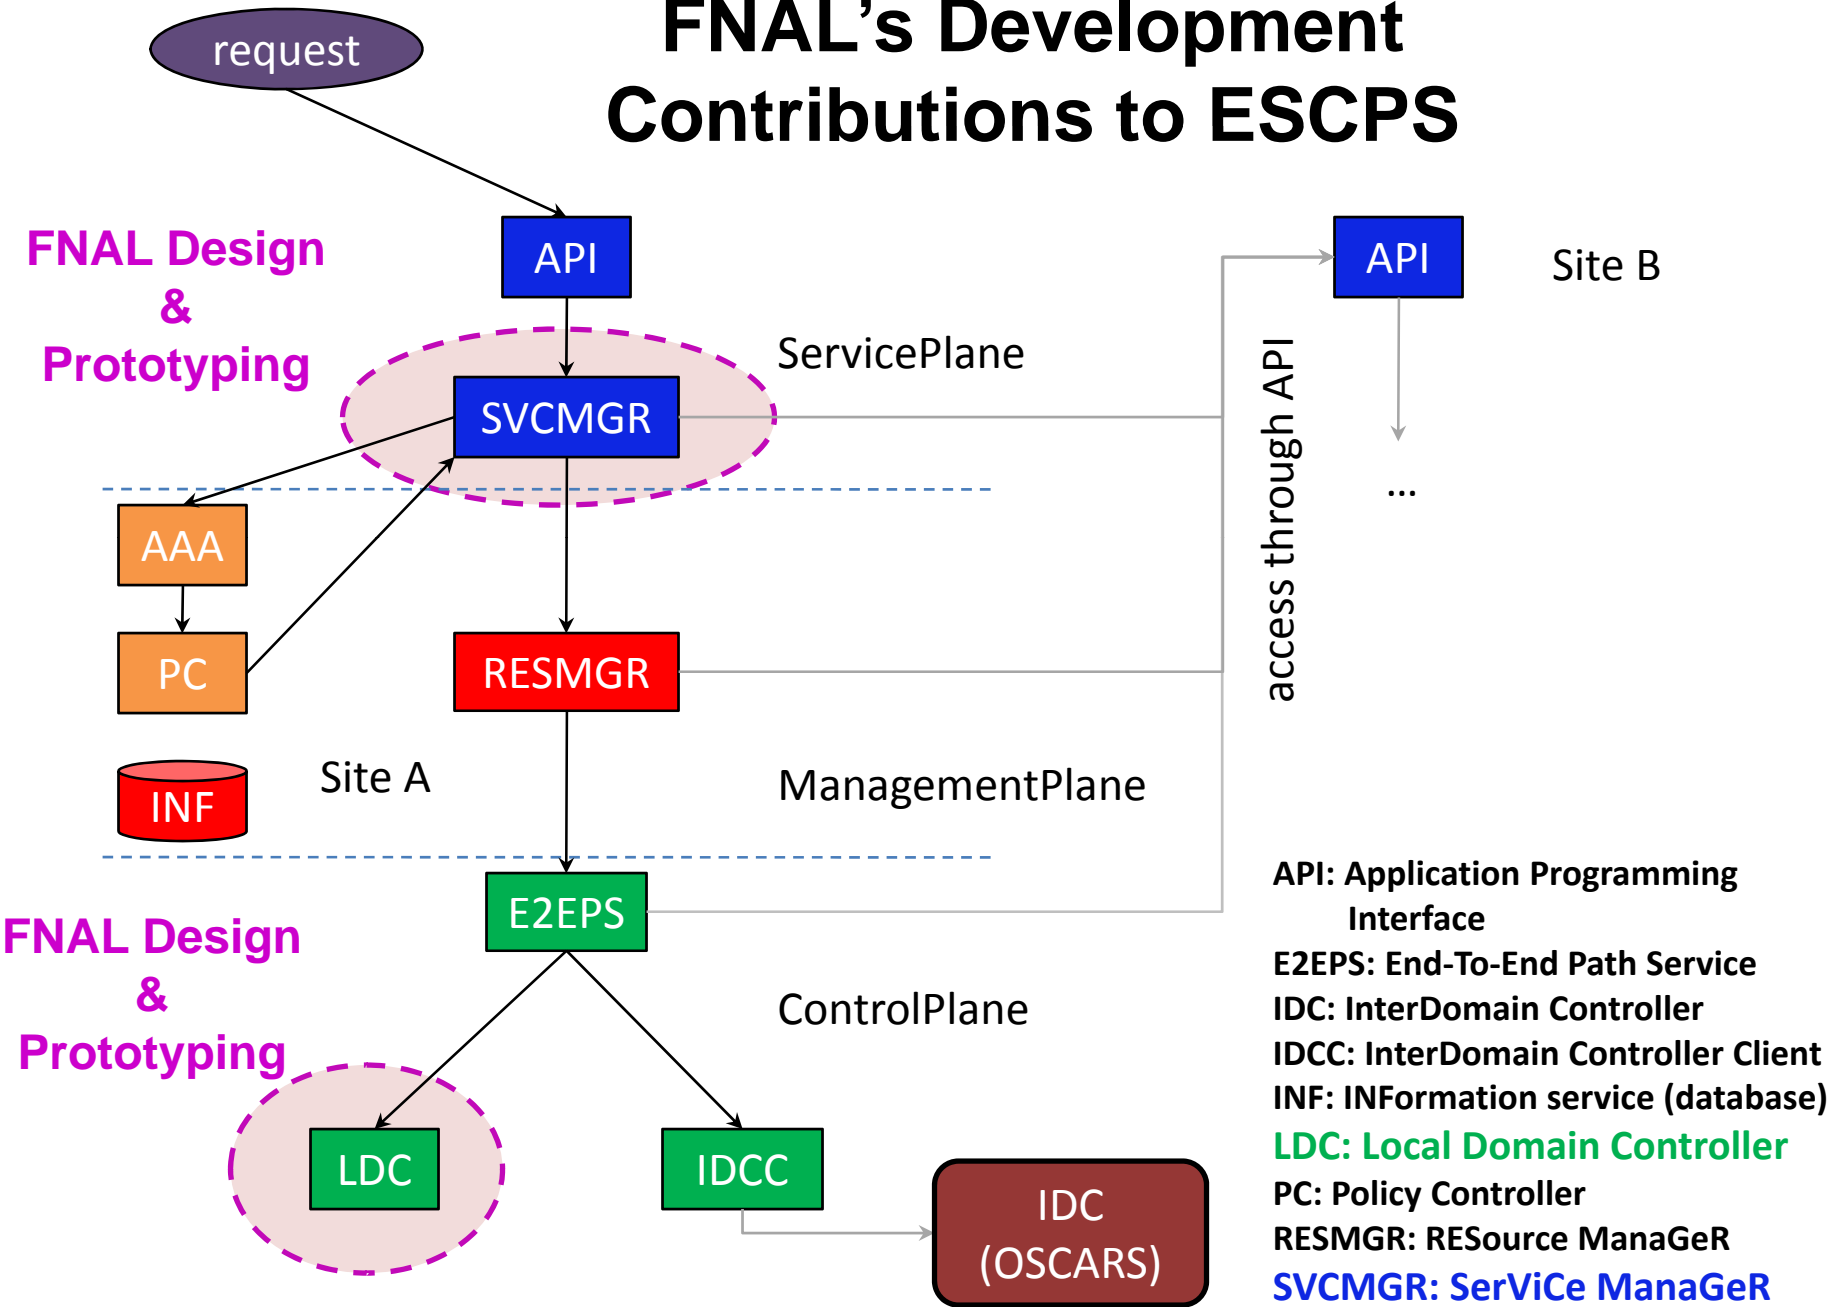 FNAL's Development
Contributions to ESCPS
request
FNAL Design
&
Prototyping
API
API
Site B
ServicePlane
SVCMGR
access through API
...
AAA
PC
RESMGR
Site A
ManagementPlane
INF
E2EPS
FNAL Design
&
Prototyping
ControlPlane
LDC
IDCC
IDC
(OSCARS)
API: Application Programming
Interface
E2EPS: End-To-End Path Service
IDC: InterDomain Controller
IDCC: InterDomain Controller Client
INF: INFormation service (database)
LDC: Local Domain Controller
PC: Policy Controller
RESMGR: RESource ManaGeR
SVCMGR: SerViCe ManaGeR